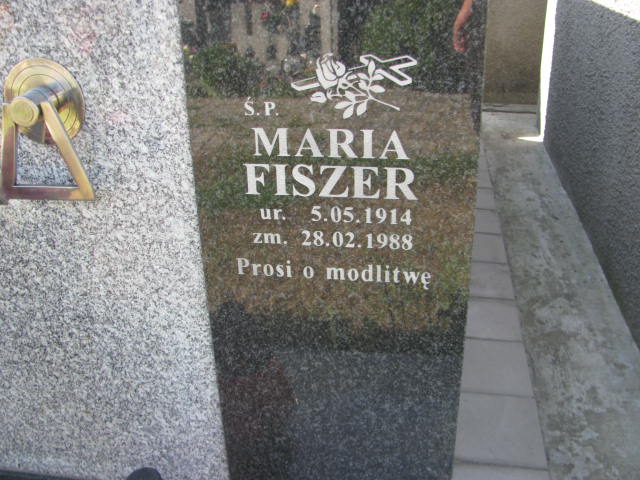 Ś.P.
MARIA
FISZER
ur. 5.05.1914
zm. 28.02.1988
Prosi o modlitwę